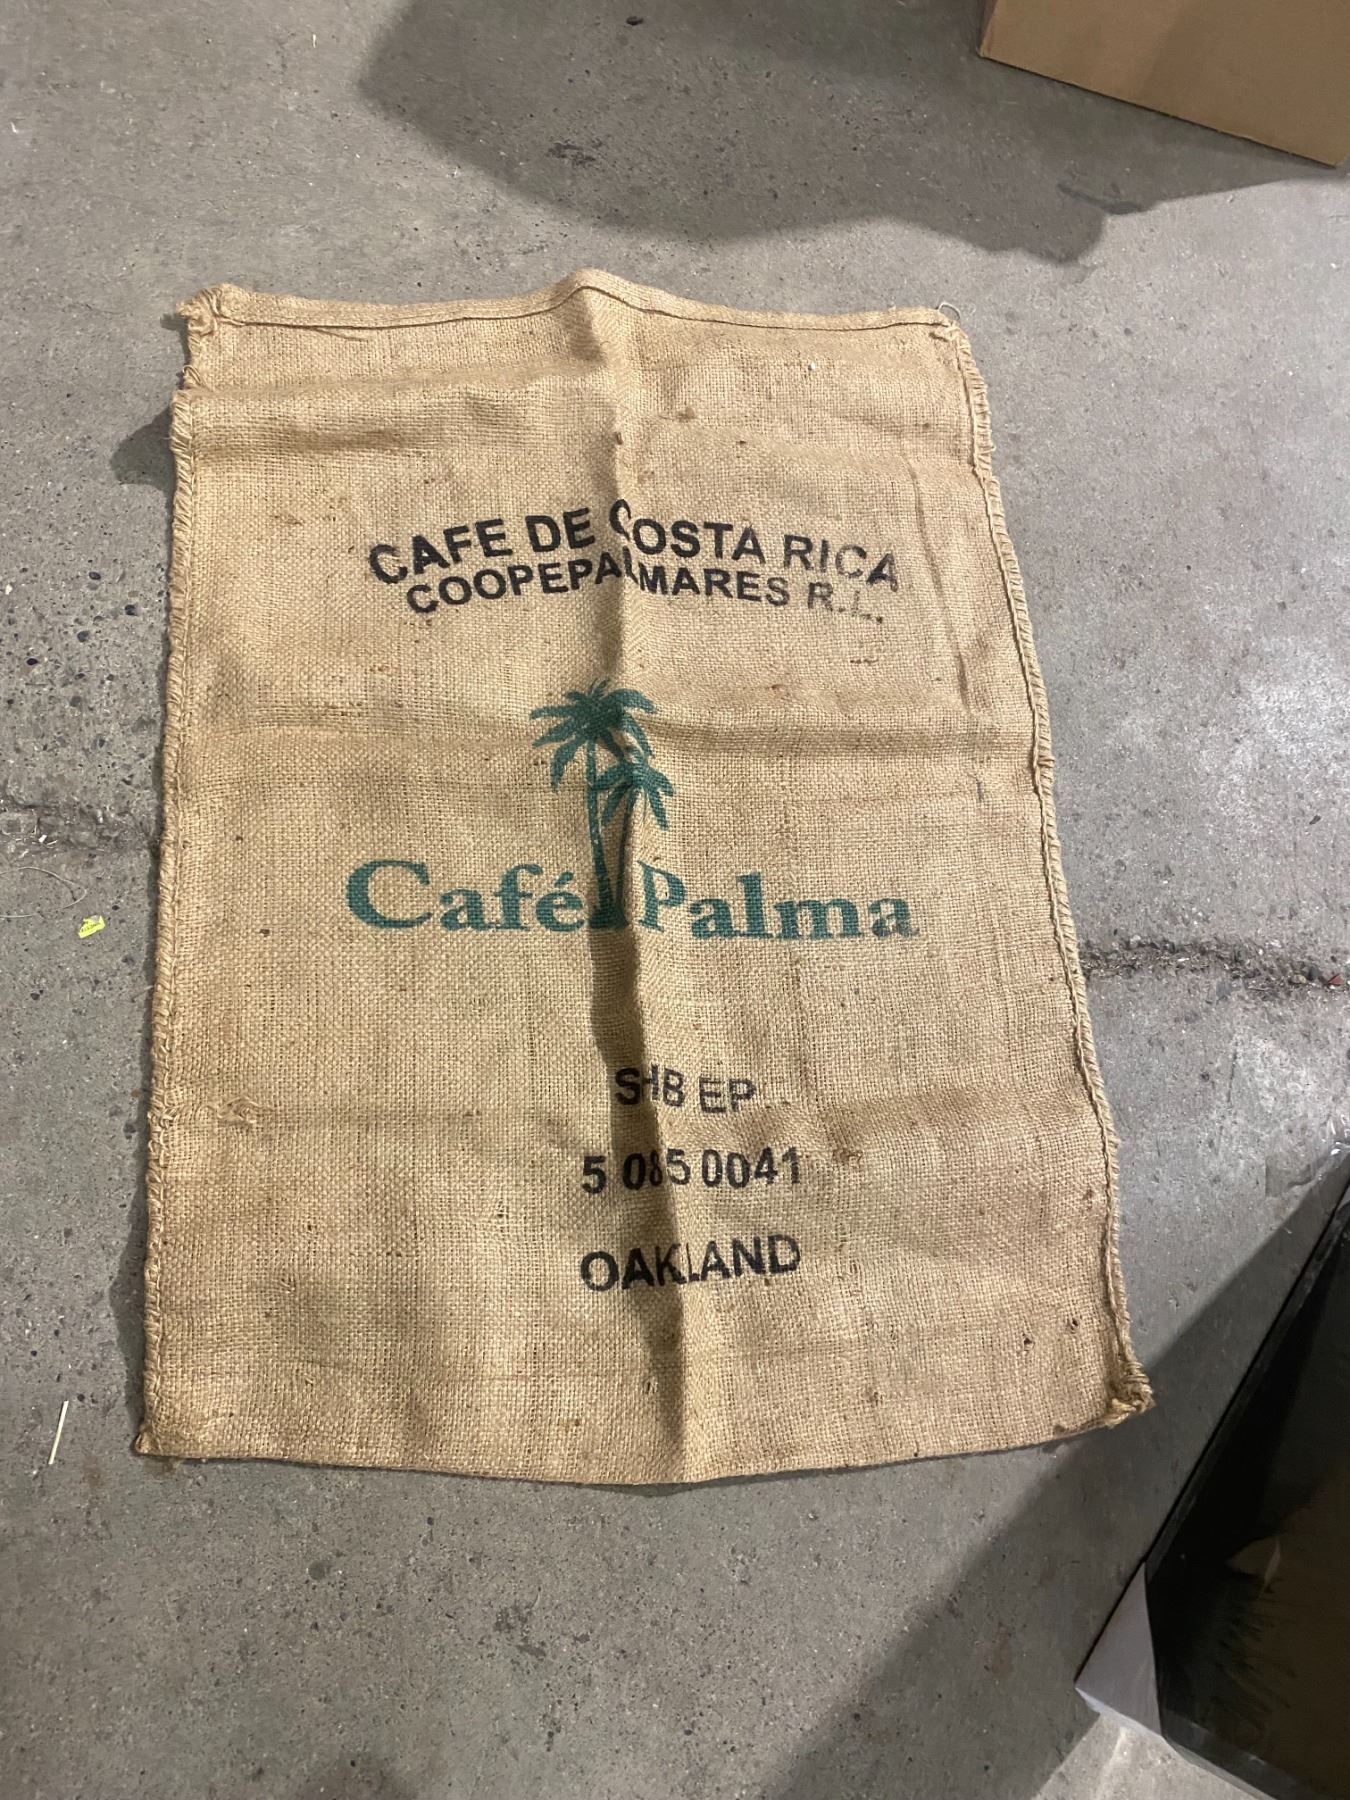 CAFE DE COSTA RICA
COOPEPALMARES R.L.
Café Palma
SHB EP
5 085 0041
OAKLAND